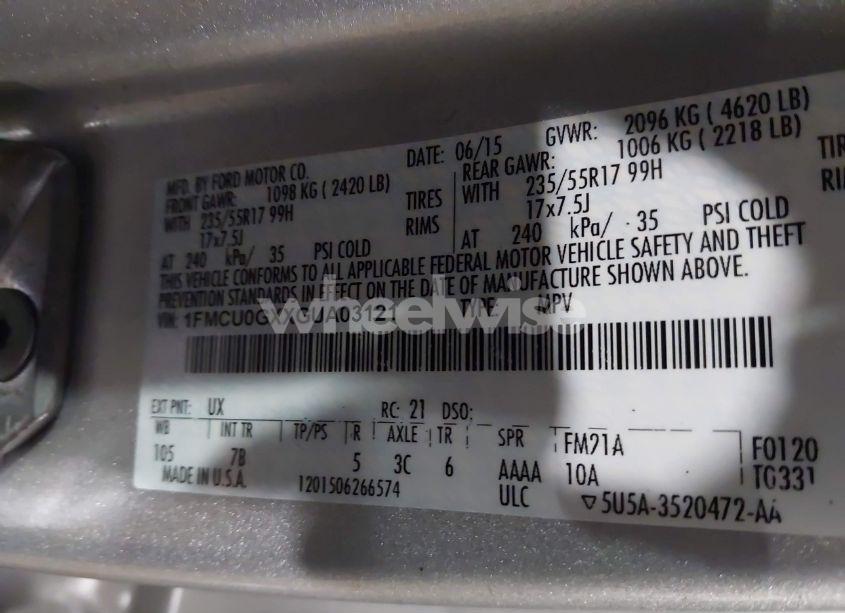 MFD. BY FORD MOTOR CO. DATE: 06/15 GVWR: 2096 KG ( 4620 LB)
FRONT GAWR: 1098 KG ( 2420 LB) REAR GAWR: 1006 KG ( 2218 LB)
WITH 235/55R17 99H TIRES WITH 235/55R17 99H
17x7.5J RIMS 17x7.5J
AT 240 kPa/ 35 PSI COLD AT 240 kPa/ 35 PSI COLD
THIS VEHICLE CONFORMS TO ALL APPLICABLE FEDERAL MOTOR VEHICLE SAFETY AND THEFT
PREVENTION STANDARDS IN EFFECT ON THE DATE OF MANUFACTURE SHOWN ABOVE.
VIN: 1FMCU0GXXGUA03121 TYPE: MPV
wheelwise
EXT PNT: UX RC: 21 DSO:
WB INT TR TP/PS R AXLE TR SPR FM21A F0120
105 7B 5 3C 6 AAAA 10A TG331
MADE IN U.S.A. 1201506266574 ULC ▽5U5A-3520472-AA